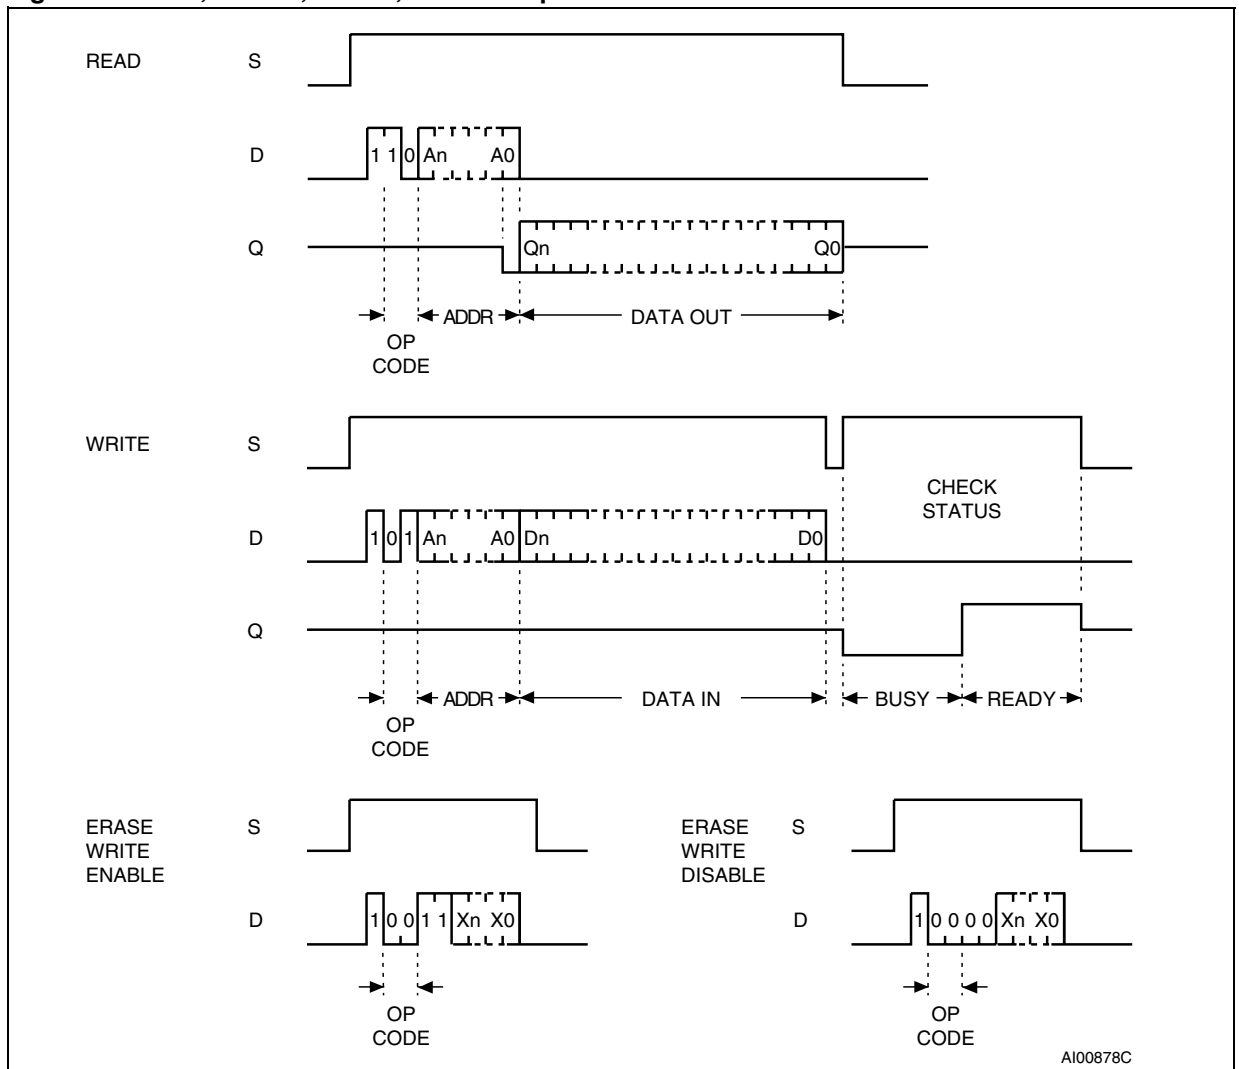 READ S
D 1 1 0 An A0
Q Qn Q0
ADDR DATA OUT
OP
CODE
WRITE S
CHECK
STATUS
D 1 0 1 An A0 Dn D0
Q
ADDR DATA IN BUSY READY
OP
CODE
ERASE S ERASE S
WRITE WRITE
ENABLE DISABLE
D 1 0 0 1 1 Xn X0 D 1 0 0 0 0 Xn X0
OP OP
CODE CODE
AI00878C